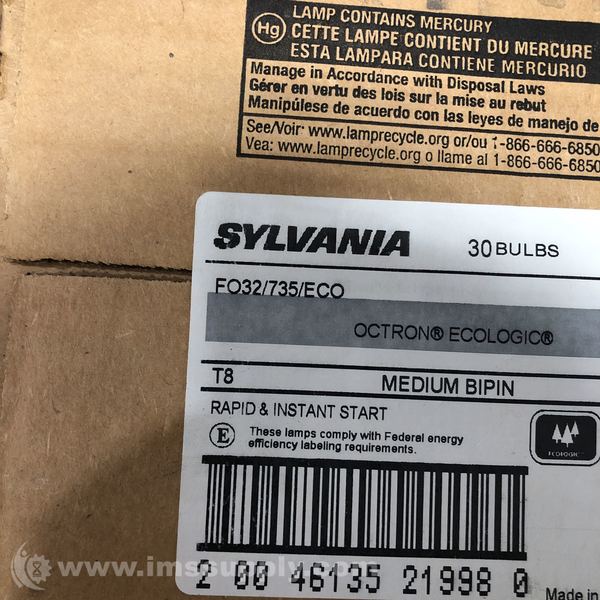 Hg
LAMP CONTAINS MERCURY
CETTE LAMPE CONTIENT DU MERCURE
ESTA LAMPARA CONTIENE MERCURIO
Manage in Accordance with Disposal Laws
Gérer en vertu des lois sur la mise au rebut
Manipúlese de acuerdo con las leyes de manejo de
See/Voir: www.lamprecycle.org or/ou 1-866-666-6850
Vea: www.lamprecycle.org o llame al 1-866-666-6850
SYLVANIA 30 BULBS
FO32/735/ECO
OCTRON® ECOLOGIC®
T8 MEDIUM BIPIN
RAPID & INSTANT START
E These lamps comply with Federal energy
efficiency labeling requirements.
ECOLOGIC
2 00 46135 21998 0
Made in
www.imssupply.com